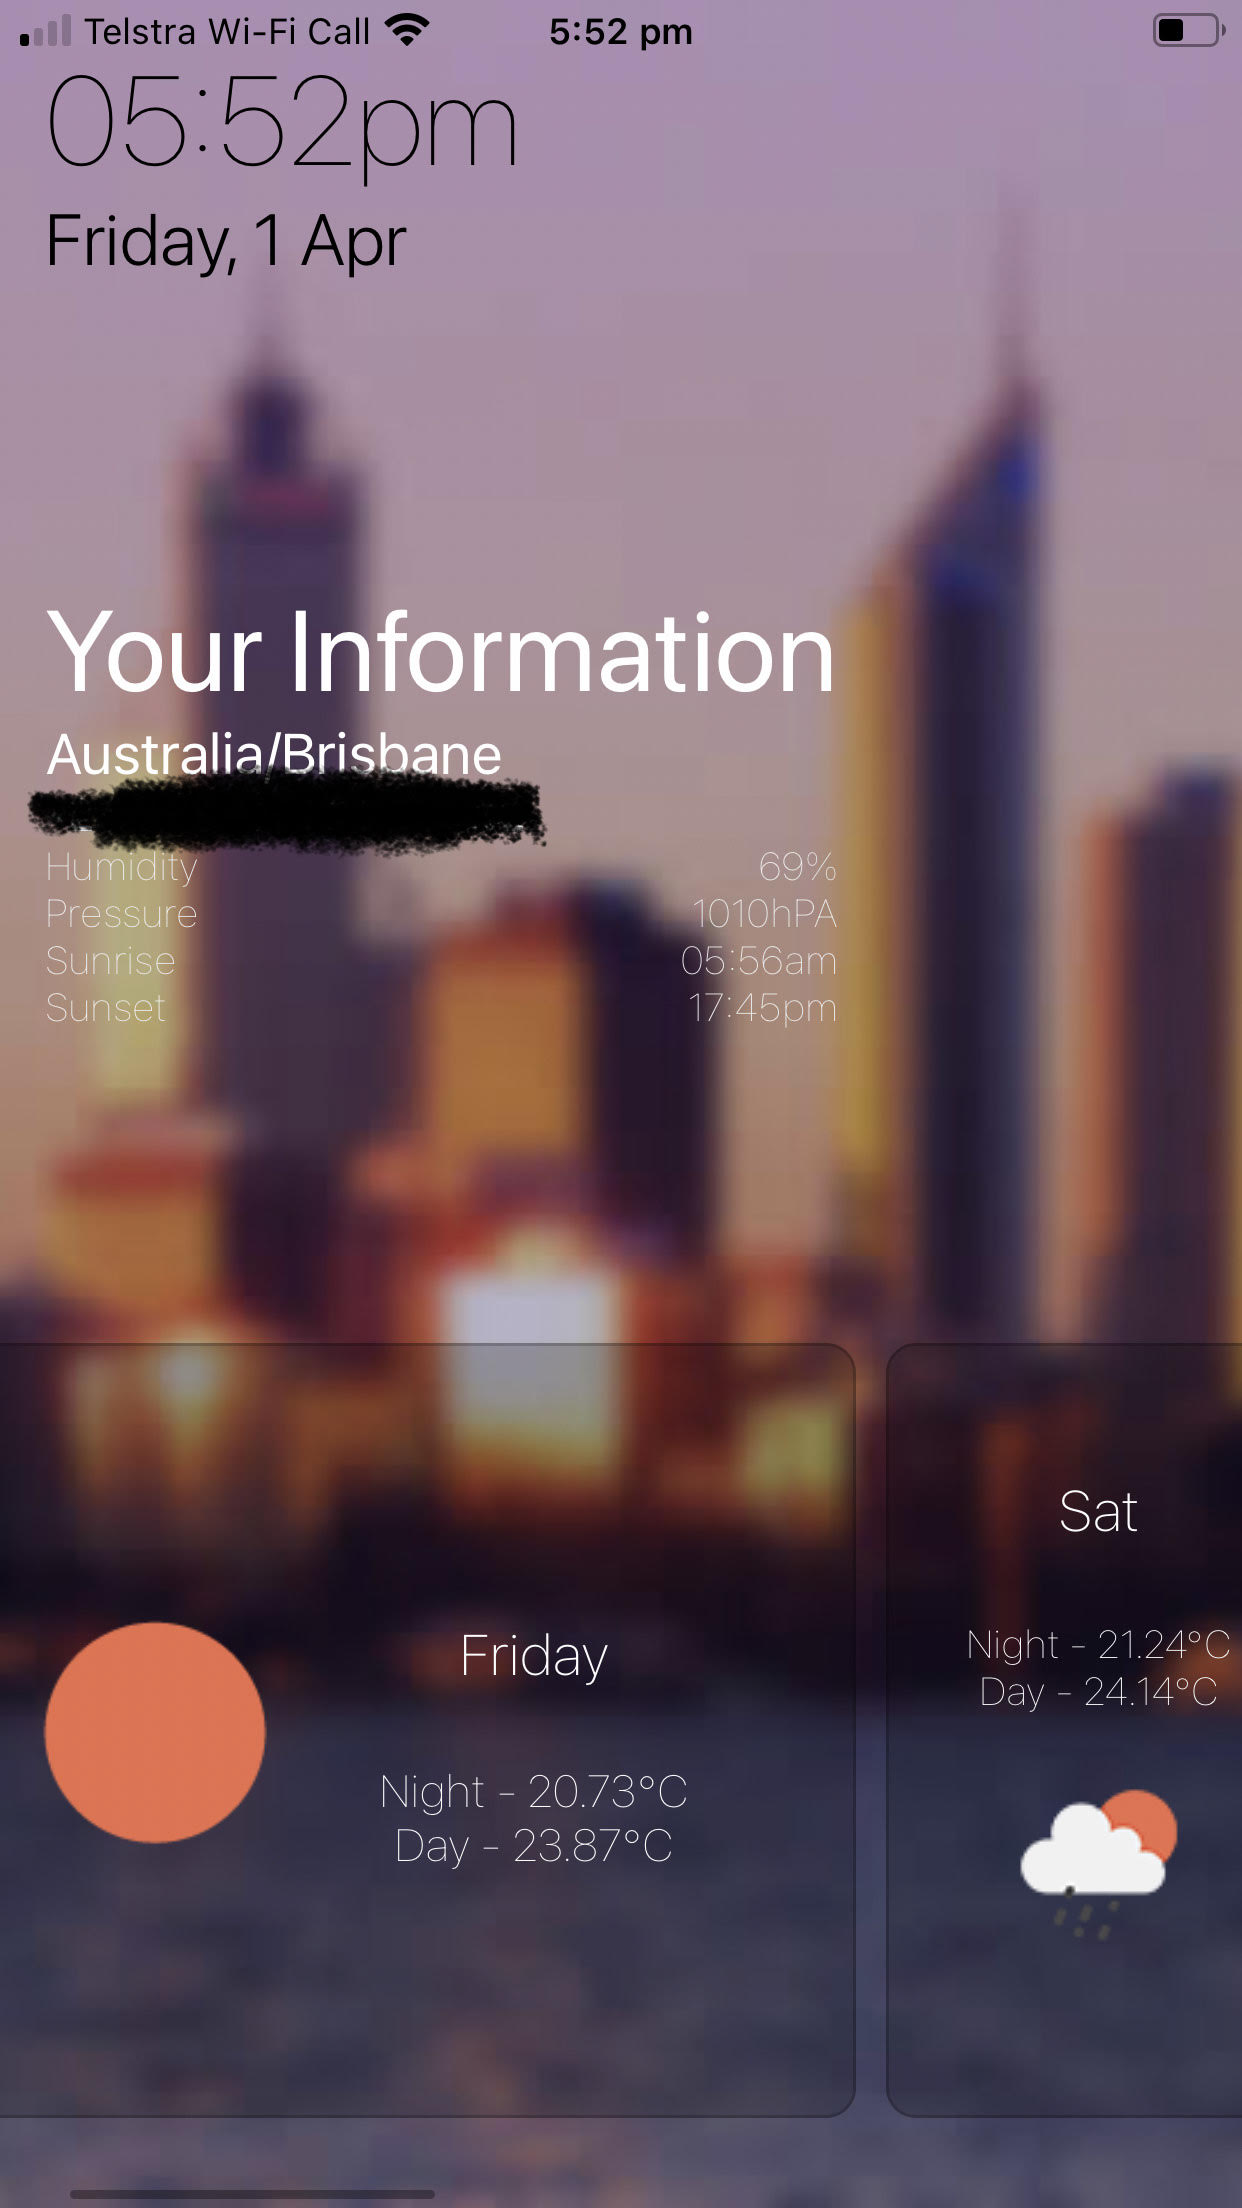 Telstra Wi-Fi Call 5:52 pm
05:52pm
Friday, 1 Apr
Your Information
Australia/Brisbane
Humidity 69%
Pressure 1010hPA
Sunrise 05:56am
Sunset 17:45pm
Friday
Night - 20.73°C
Day - 23.87°C
Sat
Night - 21.24°C
Day - 24.14°C